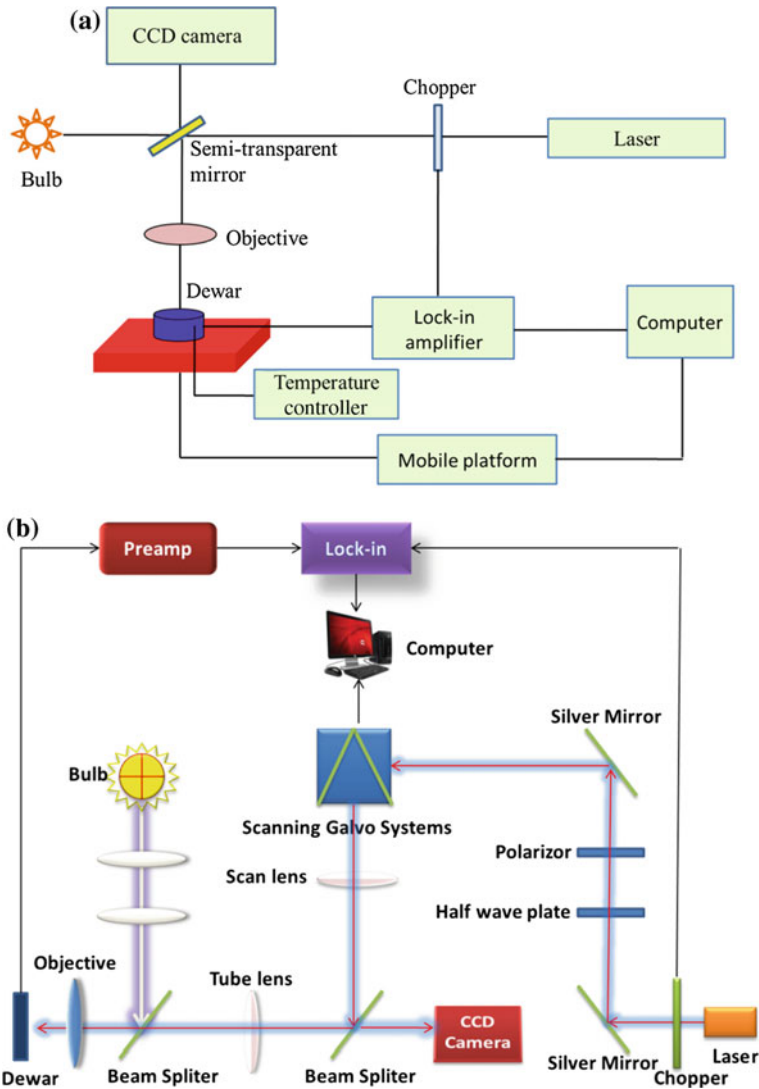 (a)
CCD camera
Chopper
Laser
Bulb
Semi-transparent
mirror
Objective
Dewar
Lock-in
amplifier
Computer
Temperature
controller
Mobile platform
(b)
Preamp
Lock-in
Computer
Silver Mirror
Bulb
Scanning Galvo Systems
Polarizor
Scan lens
Half wave plate
Objective
Tube lens
CCD
Camera
Dewar
Beam Spliter
Beam Spliter
Silver Mirror
Laser
Chopper